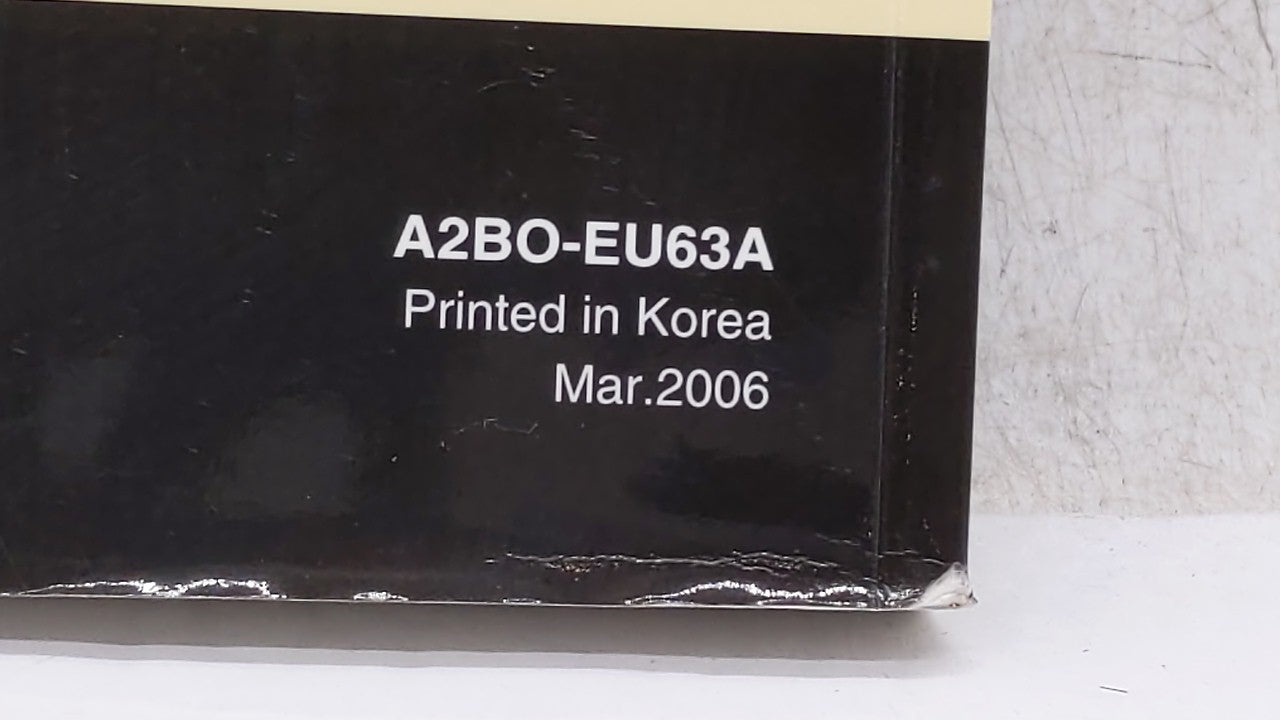 A2BO-EU63A
Printed in Korea
Mar.2006